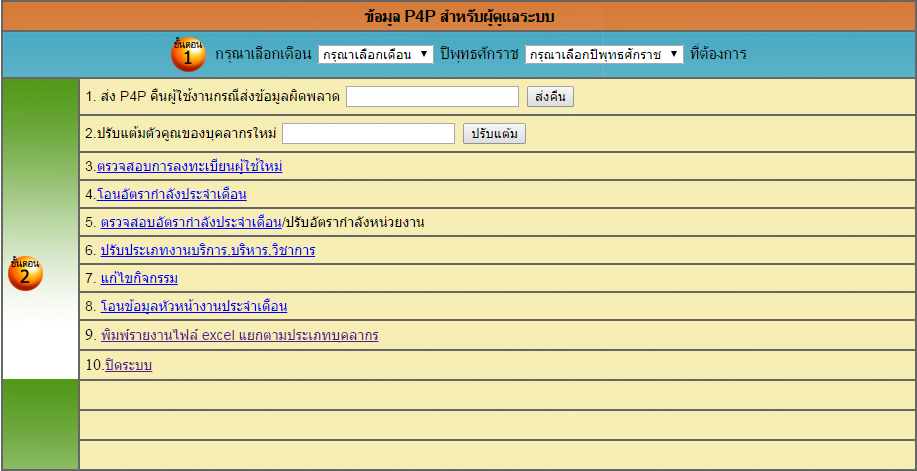 ข้อมูล P4P สำหรับผู้ดูแลระบบ
ขั้นตอน 1 กรุณาเลือกเดือน กรุณาเลือกเดือน ปีพุทธศักราช กรุณาเลือกปีพุทธศักราช ที่ต้องการ
1. ส่ง P4P คืนผู้ใช้งานกรณีส่งข้อมูลผิดพลาด ส่งคืน
2.ปรับแต้มตัวคูณของบุคลากรใหม่ ปรับแต้ม
3.ตรวจสอบการลงทะเบียนผู้ใช้ใหม่
4.โอนอัตรากำลังประจำเดือน
5. ตรวจสอบอัตรากำลังประจำเดือน/ปรับอัตรากำลังหน่วยงาน
6. ปรับประเภทงานบริการ,บริหาร,วิชาการ
ขั้นตอน 2
7. แก้ไขกิจกรรม
8. โอนข้อมูลหัวหน้างานประจำเดือน
9. พิมพ์รายงานไฟล์ excel แยกตามประเภทบคลากร
10.ปิดระบบ